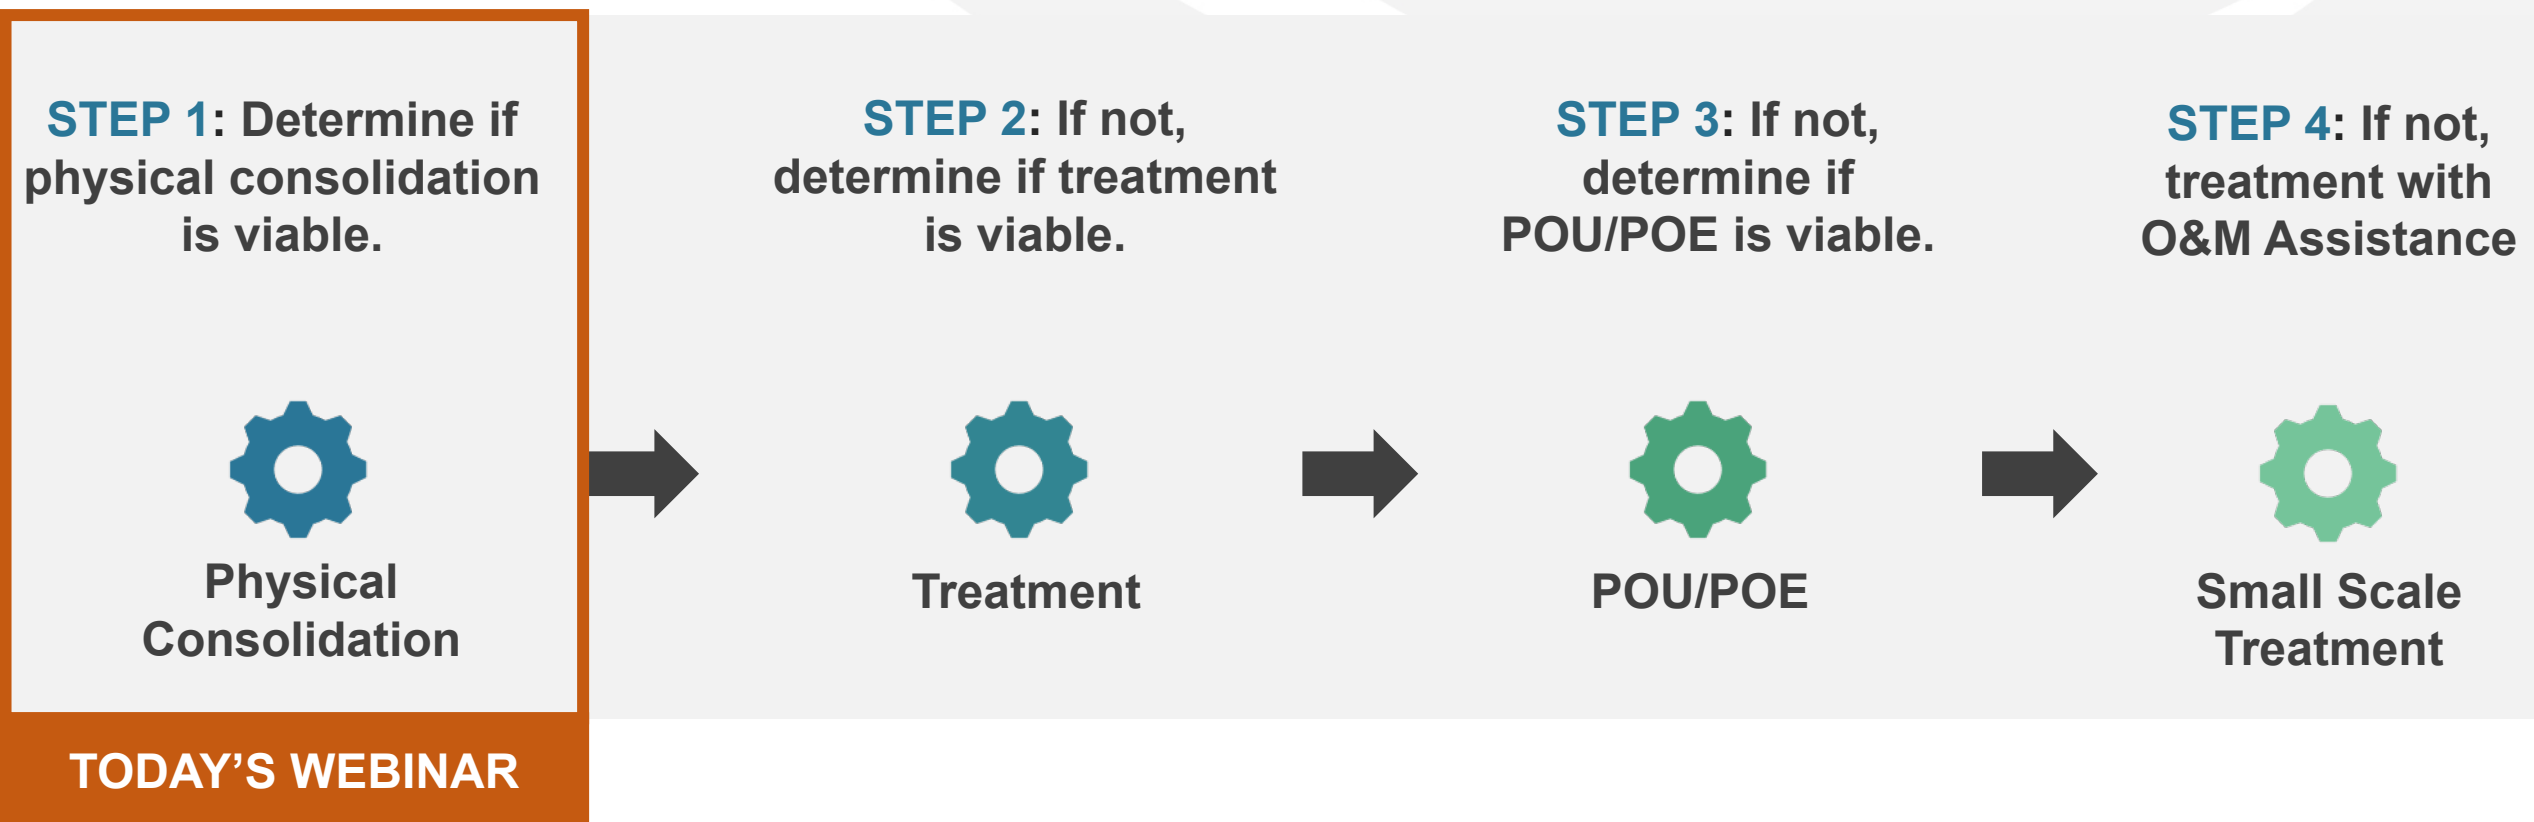 STEP 1: Determine if
physical consolidation
is viable.
STEP 2: If not,
determine if treatment
is viable.
STEP 3: If not,
determine if
POU/POE is viable.
STEP 4: If not,
treatment with
O&M Assistance
Physical
Consolidation
Treatment
POU/POE
Small Scale
Treatment
TODAY’S WEBINAR